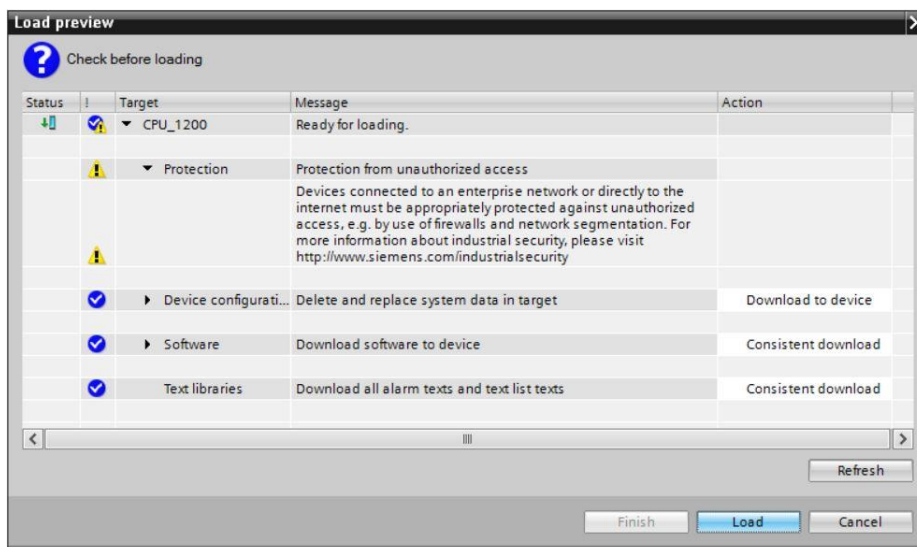 Load preview
Check before loading
Status ! Target Message Action
CPU_1200 Ready for loading.
Protection Protection from unauthorized access
Devices connected to an enterprise network or directly to the
internet must be appropriately protected against unauthorized
access, e.g. by use of firewalls and network segmentation. For
more information about industrial security, please visit
http://www.siemens.com/industrialsecurity
Device configurati... Delete and replace system data in target Download to device
Software Download software to device Consistent download
Text libraries Download all alarm texts and text list texts Consistent download
Refresh
Finish Load Cancel